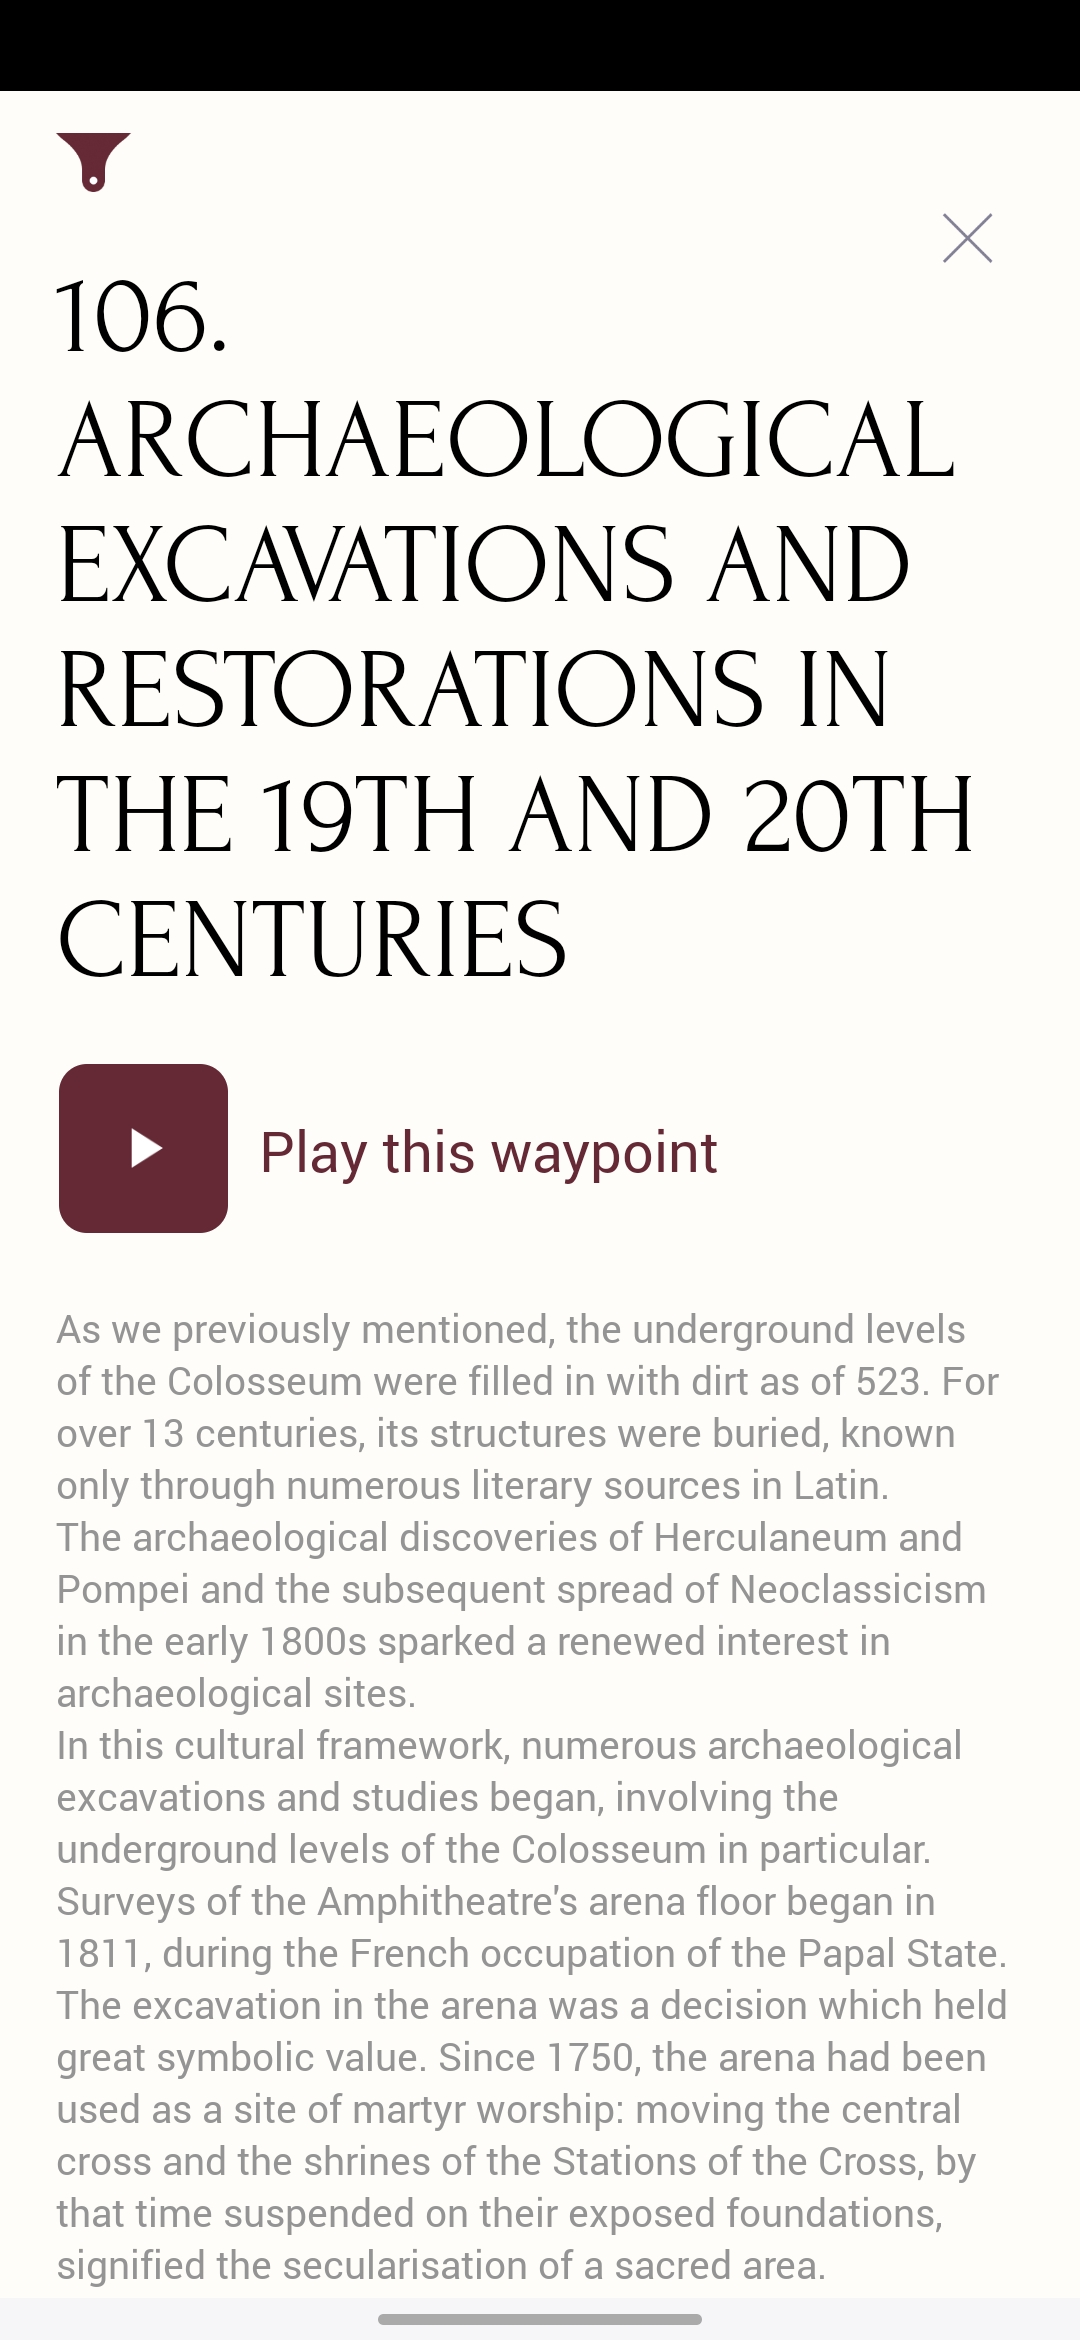 106.
ARCHAEOLOGICAL
EXCAVATIONS AND
RESTORATIONS IN
THE 19TH AND 20TH
CENTURIES
Play this waypoint
As we previously mentioned, the underground levels
of the Colosseum were filled in with dirt as of 523. For
over 13 centuries, its structures were buried, known
only through numerous literary sources in Latin.
The archaeological discoveries of Herculaneum and
Pompei and the subsequent spread of Neoclassicism
in the early 1800s sparked a renewed interest in
archaeological sites.
In this cultural framework, numerous archaeological
excavations and studies began, involving the
underground levels of the Colosseum in particular.
Surveys of the Amphitheatre's arena floor began in
1811, during the French occupation of the Papal State.
The excavation in the arena was a decision which held
great symbolic value. Since 1750, the arena had been
used as a site of martyr worship: moving the central
cross and the shrines of the Stations of the Cross, by
that time suspended on their exposed foundations,
signified the secularisation of a sacred area.